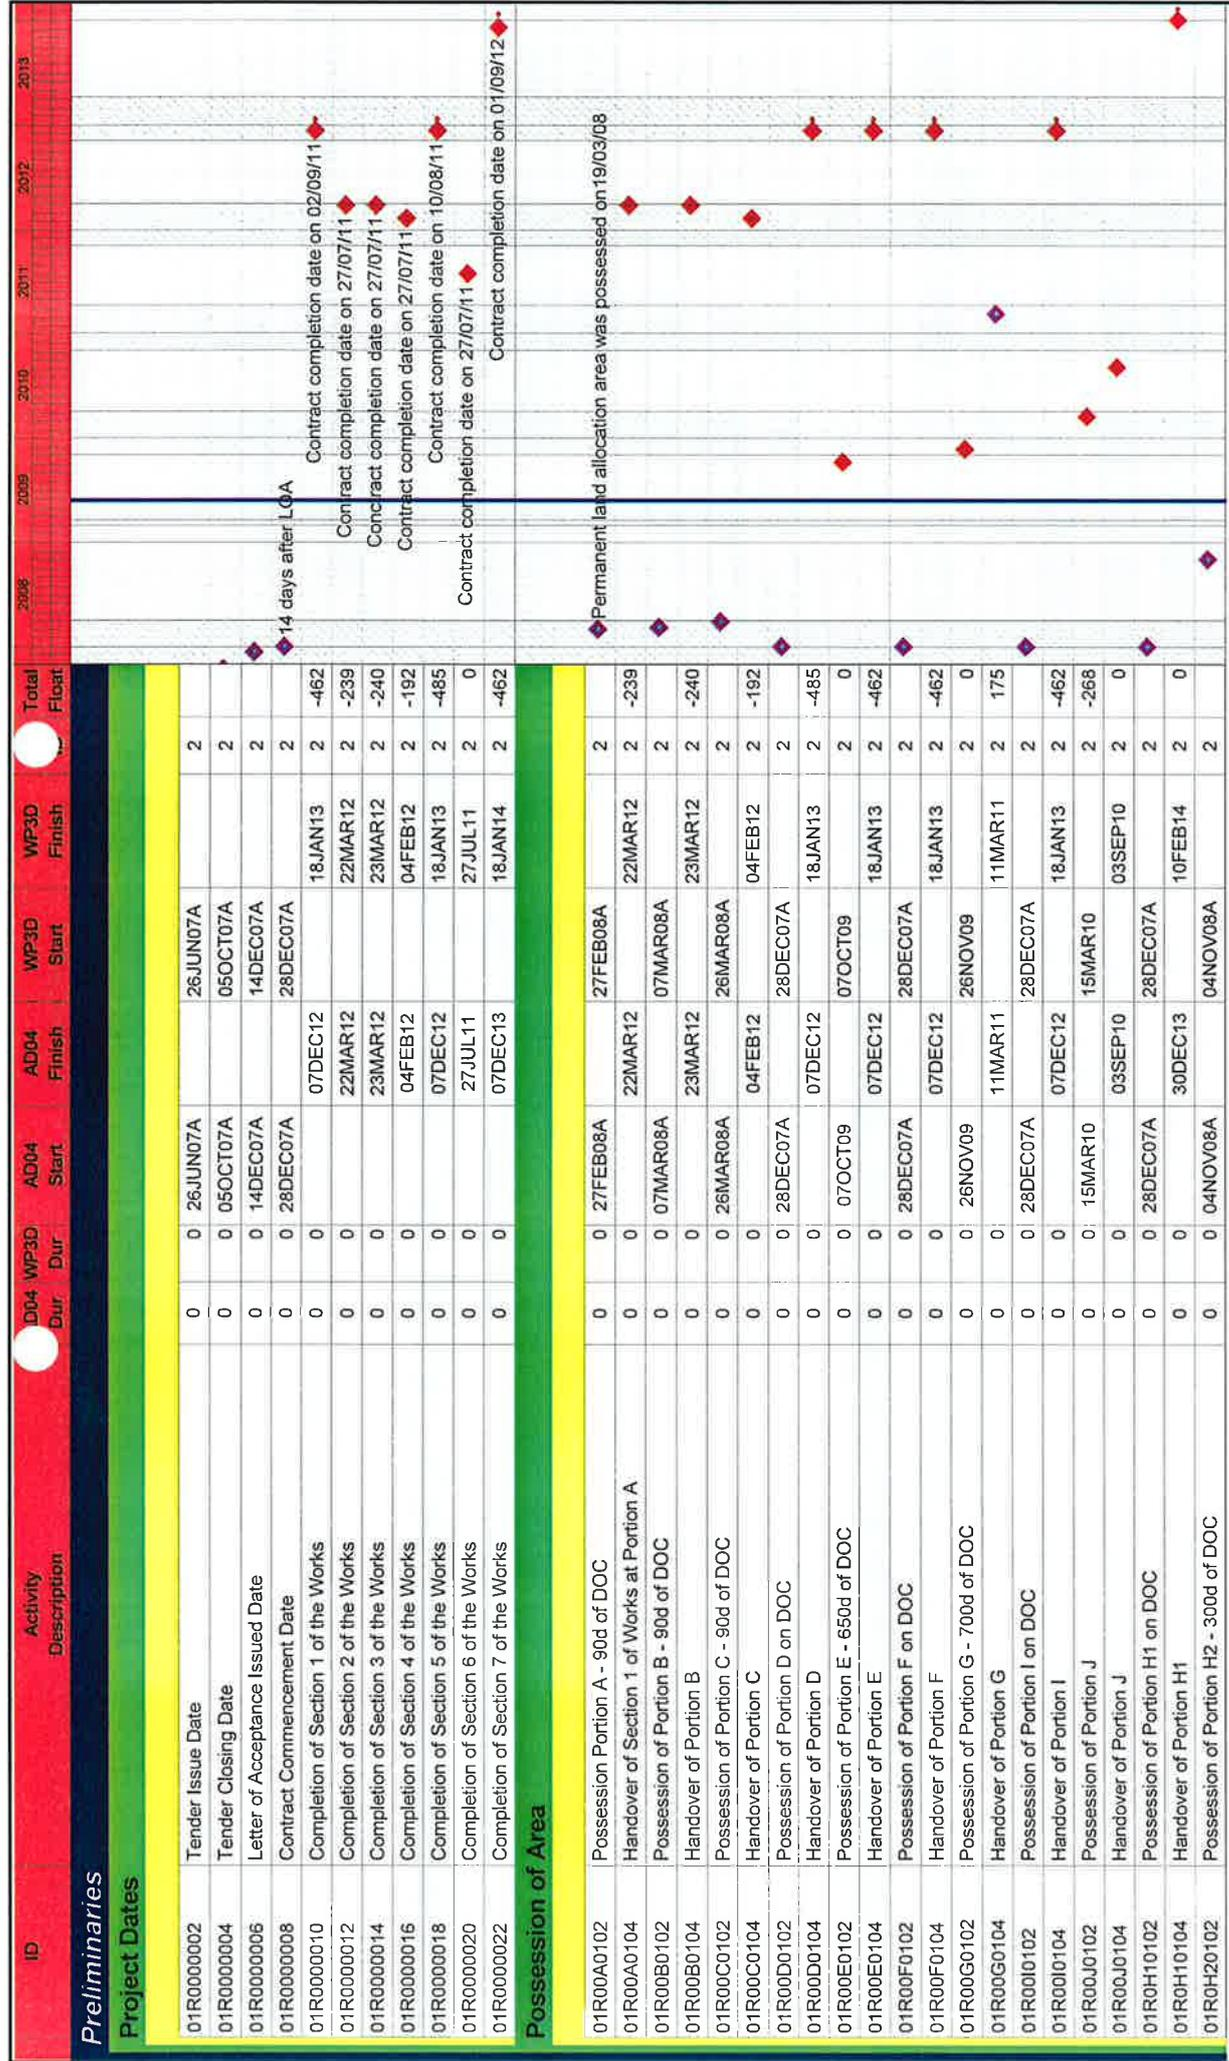 ID Activity Description D04 Dur WP3D Dur AD04 Start AD04 Finish WP3D Start WP3D Finish Total Float 2008 2009 2010 2011 2012 2013
Preliminaries
Project Dates
01R0000002 Tender Issue Date 0 0 26JUN07A 26JUN07A 2
01R0000004 Tender Closing Date 0 0 05OCT07A 05OCT07A 2
01R0000006 Letter of Acceptance Issued Date 0 0 14DEC07A 14DEC07A 2
01R0000008 Contract Commencement Date 0 0 28DEC07A 28DEC07A 2 14 days after LOA
01R0000010 Completion of Section 1 of the Works 0 0 07DEC12 18JAN13 2 -462 Contract completion date on 02/09/11
01R0000012 Completion of Section 2 of the Works 0 0 22MAR12 22MAR12 2 -239 Contract completion date on 27/07/11
01R0000014 Completion of Section 3 of the Works 0 0 23MAR12 23MAR12 2 -240 Contract completion date on 27/07/11
01R0000016 Completion of Section 4 of the Works 0 0 04FEB12 04FEB12 2 -192 Contract completion date on 27/07/11
01R0000018 Completion of Section 5 of the Works 0 0 07DEC12 18JAN13 2 -485 Contract completion date on 10/08/11
01R0000020 Completion of Section 6 of the Works 0 0 27JUL11 27JUL11 2 0 Contract completion date on 27/07/11
01R0000022 Completion of Section 7 of the Works 0 0 07DEC13 18JAN14 2 -462 Contract completion date on 01/09/12
Possession of Area
01R00A0102 Possession Portion A - 90d of DOC 0 0 27FEB08A 27FEB08A 2 Permanent land allocation area was possessed on19/03/08
01R00A0104 Handover of Section 1 of Works at Portion A 0 0 22MAR12 22MAR12 2 -239
01R00B0102 Possession of Portion B - 90d of DOC 0 0 07MAR08A 07MAR08A 2
01R00B0104 Handover of Portion B 0 0 23MAR12 23MAR12 2 -240
01R00C0102 Possession of Portion C - 90d of DOC 0 0 26MAR08A 26MAR08A 2
01R00C0104 Handover of Portion C 0 0 04FEB12 04FEB12 2 -192
01R00D0102 Possession of Portion D on DOC 0 0 28DEC07A 28DEC07A 2
01R00D0104 Handover of Portion D 0 0 07DEC12 18JAN13 2 -485
01R00E0102 Possession of Portion E - 650d of DOC 0 0 07OCT09 07OCT09 2 0
01R00E0104 Handover of Portion E 0 0 07DEC12 18JAN13 2 -462
01R00F0102 Possession of Portion F on DOC 0 0 28DEC07A 28DEC07A 2
01R00F0104 Handover of Portion F 0 0 07DEC12 18JAN13 2 -462
01R00G0102 Possession of Portion G - 700d of DOC 0 0 26NOV09 26NOV09 2 0
01R00G0104 Handover of Portion G 0 0 11MAR11 11MAR11 2 175
01R00I0102 Possession of Portion I on DOC 0 0 28DEC07A 28DEC07A 2
01R00I0104 Handover of Portion I 0 0 07DEC12 18JAN13 2 -462
01R00J0102 Possession of Portion J 0 0 15MAR10 15MAR10 2 -268
01R00J0104 Handover of Portion J 0 0 03SEP10 03SEP10 2 0
01R0H10102 Possession of Portion H1 on DOC 0 0 28DEC07A 28DEC07A 2
01R0H10104 Handover of Portion H1 0 0 30DEC13 10FEB14 2 0
01R0H20102 Possession of Portion H2 - 300d of DOC 0 0 04NOV08A 04NOV08A 2